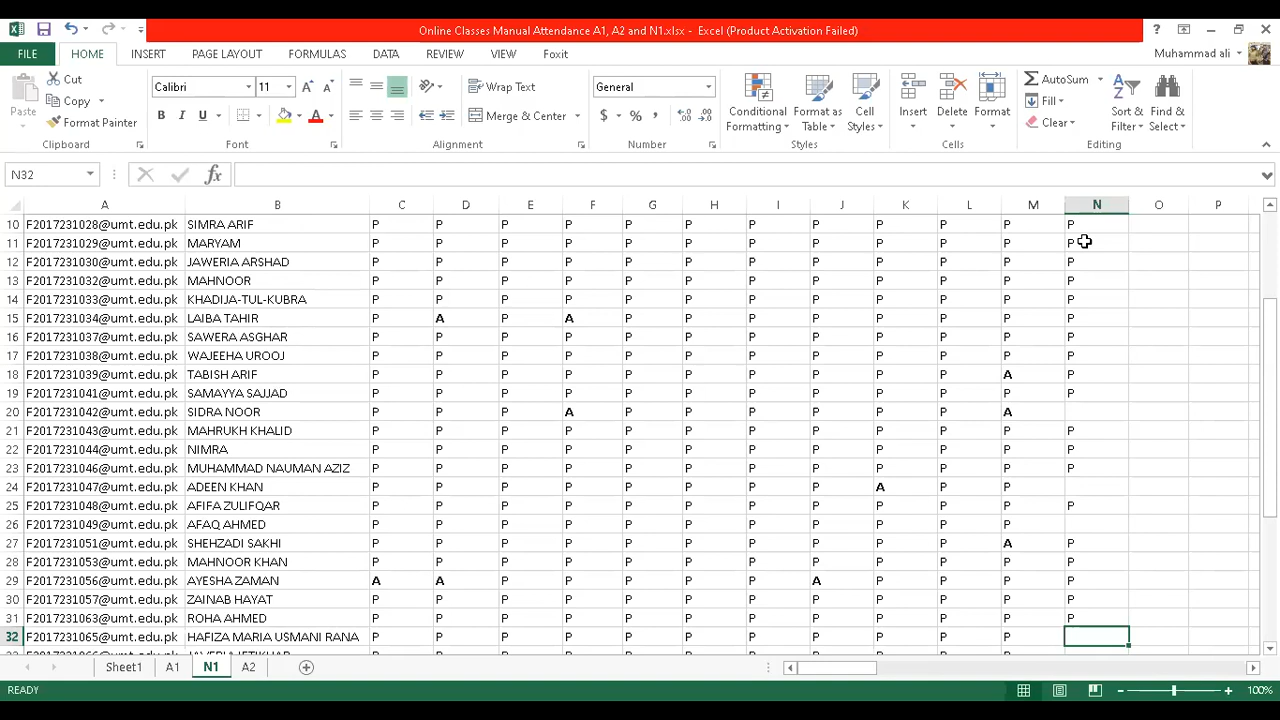 Online Classes Manual Attendance A1, A2 and N1.xlsx - Excel (Product Activation Failed)
FILE HOME INSERT PAGE LAYOUT FORMULAS DATA REVIEW VIEW Foxit Muhammad ali
Paste Cut Copy Format Painter Clipboard
Calibri 11 B I U A Font
Wrap Text Merge & Center Alignment
General $ % Number
Conditional Formatting Format as Table Cell Styles Styles
Insert Delete Format Cells
AutoSum Fill Clear Sort & Filter Find & Select Editing
N32 fx
A B C D E F G H I J K L M N O P
10 F2017231028@umt.edu.pk SIMRA ARIF P P P P P P P P P P P P
11 F2017231029@umt.edu.pk MARYAM P P P P P P P P P P P P
12 F2017231030@umt.edu.pk JAWERIA ARSHAD P P P P P P P P P P P P
13 F2017231032@umt.edu.pk MAHNOOR P P P P P P P P P P P P
14 F2017231033@umt.edu.pk KHADIJA-TUL-KUBRA P P P P P P P P P P P P
15 F2017231034@umt.edu.pk LAIBA TAHIR P A P A P P P P P P P P
16 F2017231037@umt.edu.pk SAWERA ASGHAR P P P P P P P P P P P P
17 F2017231038@umt.edu.pk WAJEEHA UROOJ P P P P P P P P P P P P
18 F2017231039@umt.edu.pk TABISH ARIF P P P P P P P P P P A P
19 F2017231041@umt.edu.pk SAMAYYA SAJJAD P P P P P P P P P P P P
20 F2017231042@umt.edu.pk SIDRA NOOR P P P A P P P P P P A
21 F2017231043@umt.edu.pk MAHRUKH KHALID P P P P P P P P P P P P
22 F2017231044@umt.edu.pk NIMRA P P P P P P P P P P P P
23 F2017231046@umt.edu.pk MUHAMMAD NAUMAN AZIZ P P P P P P P P P P P P
24 F2017231047@umt.edu.pk ADEEN KHAN P P P P P P P P A P P
25 F2017231048@umt.edu.pk AFIFA ZULIFQAR P P P P P P P P P P P P
26 F2017231049@umt.edu.pk AFAQ AHMED P P P P P P P P P P P
27 F2017231051@umt.edu.pk SHEHZADI SAKHI P P P P P P P P P P A P
28 F2017231053@umt.edu.pk MAHNOOR KHAN P P P P P P P P P P P P
29 F2017231056@umt.edu.pk AYESHA ZAMAN A A P P P P P A P P P P
30 F2017231057@umt.edu.pk ZAINAB HAYAT P P P P P P P P P P P P
31 F2017231063@umt.edu.pk ROHA AHMED P P P P P P P P P P P P
32 F2017231065@umt.edu.pk HAFIZA MARIA USMANI RANA P P P P P P P P P P P
Sheet1 A1 N1 A2
READY 100%